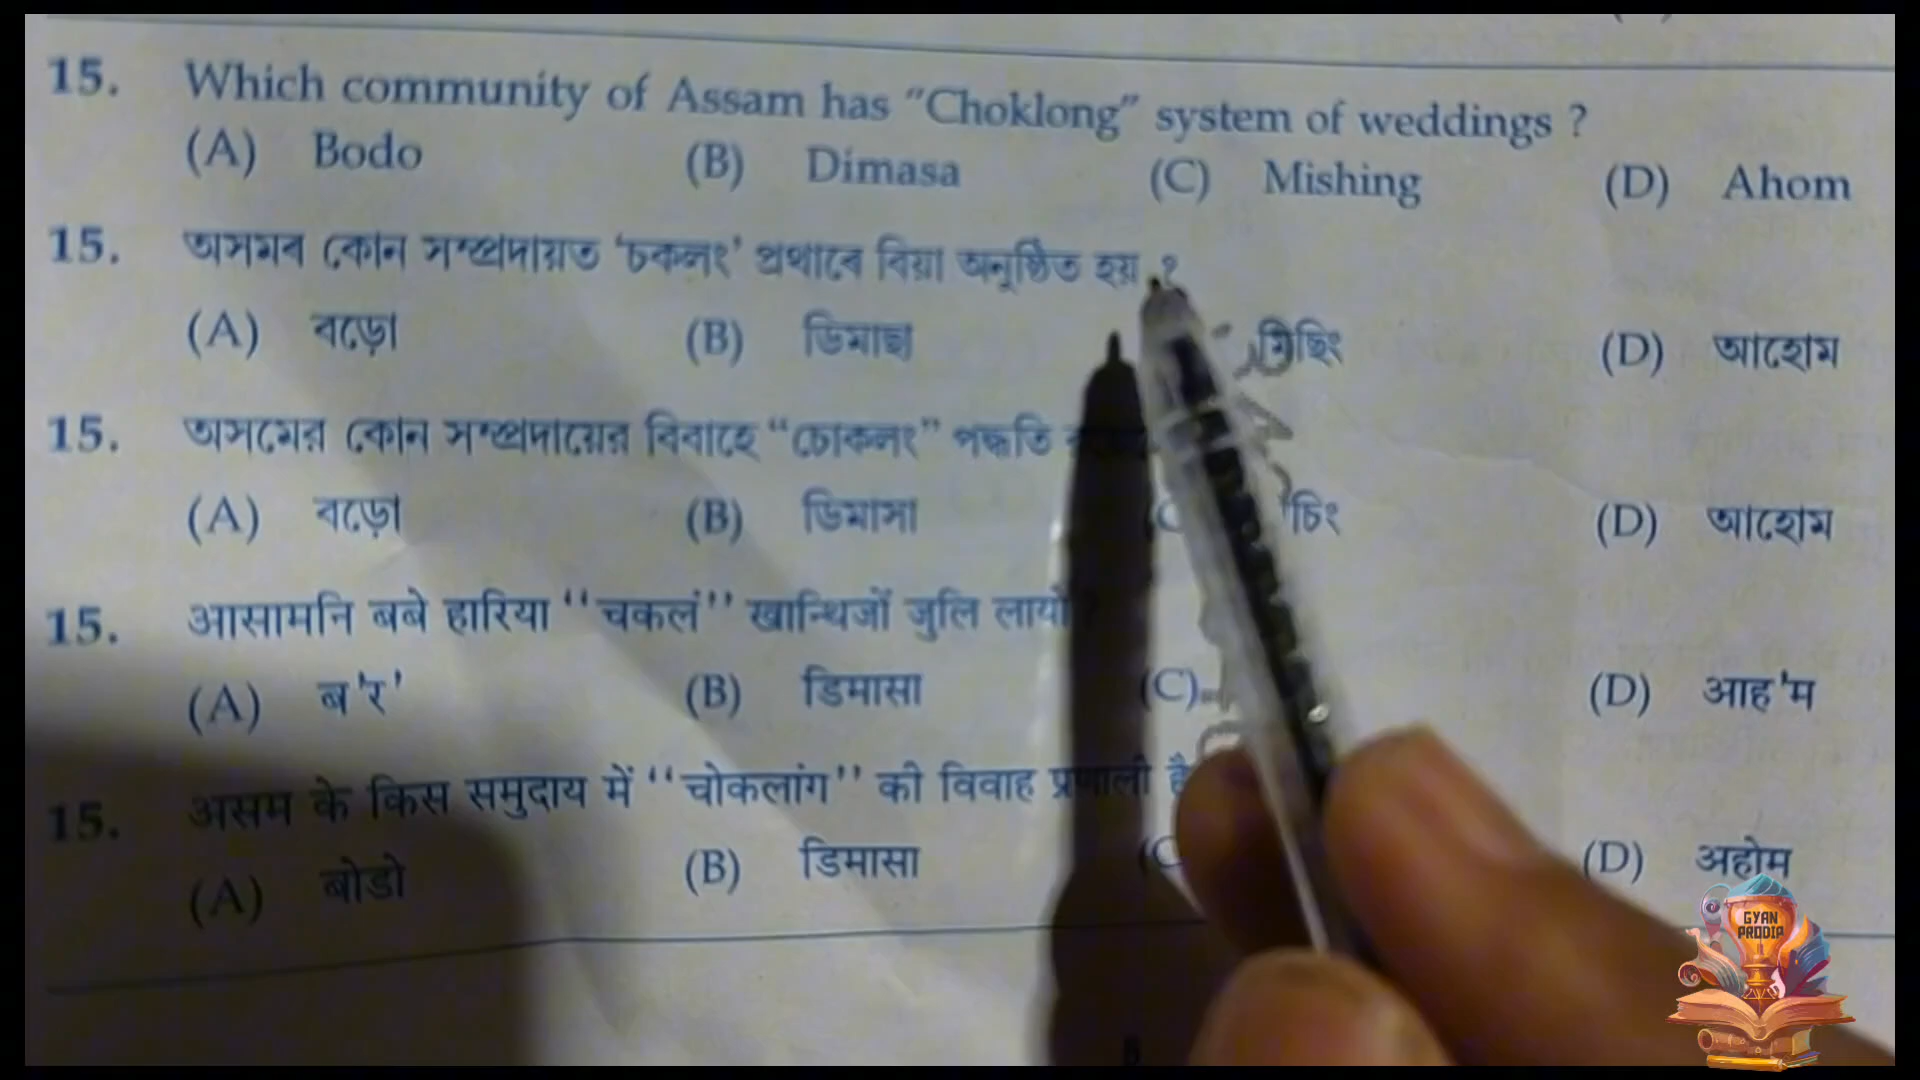 15. Which community of Assam has "Choklong" system of weddings ?
(A) Bodo (B) Dimasa (C) Mishing (D) Ahom
15. অসমৰ কোন সম্প্ৰদায়ত ‘চকলং’ প্ৰথাৰে বিয়া অনুষ্ঠিত হয় ?
(A) বড়ো (B) ডিমাছা মিছিং (D) আহোম
15. অসমের কোন সম্প্রদায়ের বিবাহে “চোকলং” পদ্ধতি
(A) বড়ো (B) ডিমাসা (D) আহোম
15. आसामनि बबे हारिया ‘‘चकलं’’ खान्थिजों जुलि लायो
(A) ब'र' (B) डिमासा (C) (D) आह'म
15. असम के किस समुदाय में ‘‘चोकलांग’’ की विवाह प्रणाली है
(A) बोडो (B) डिमासा (D) अहोम
GYAN
PRODIP